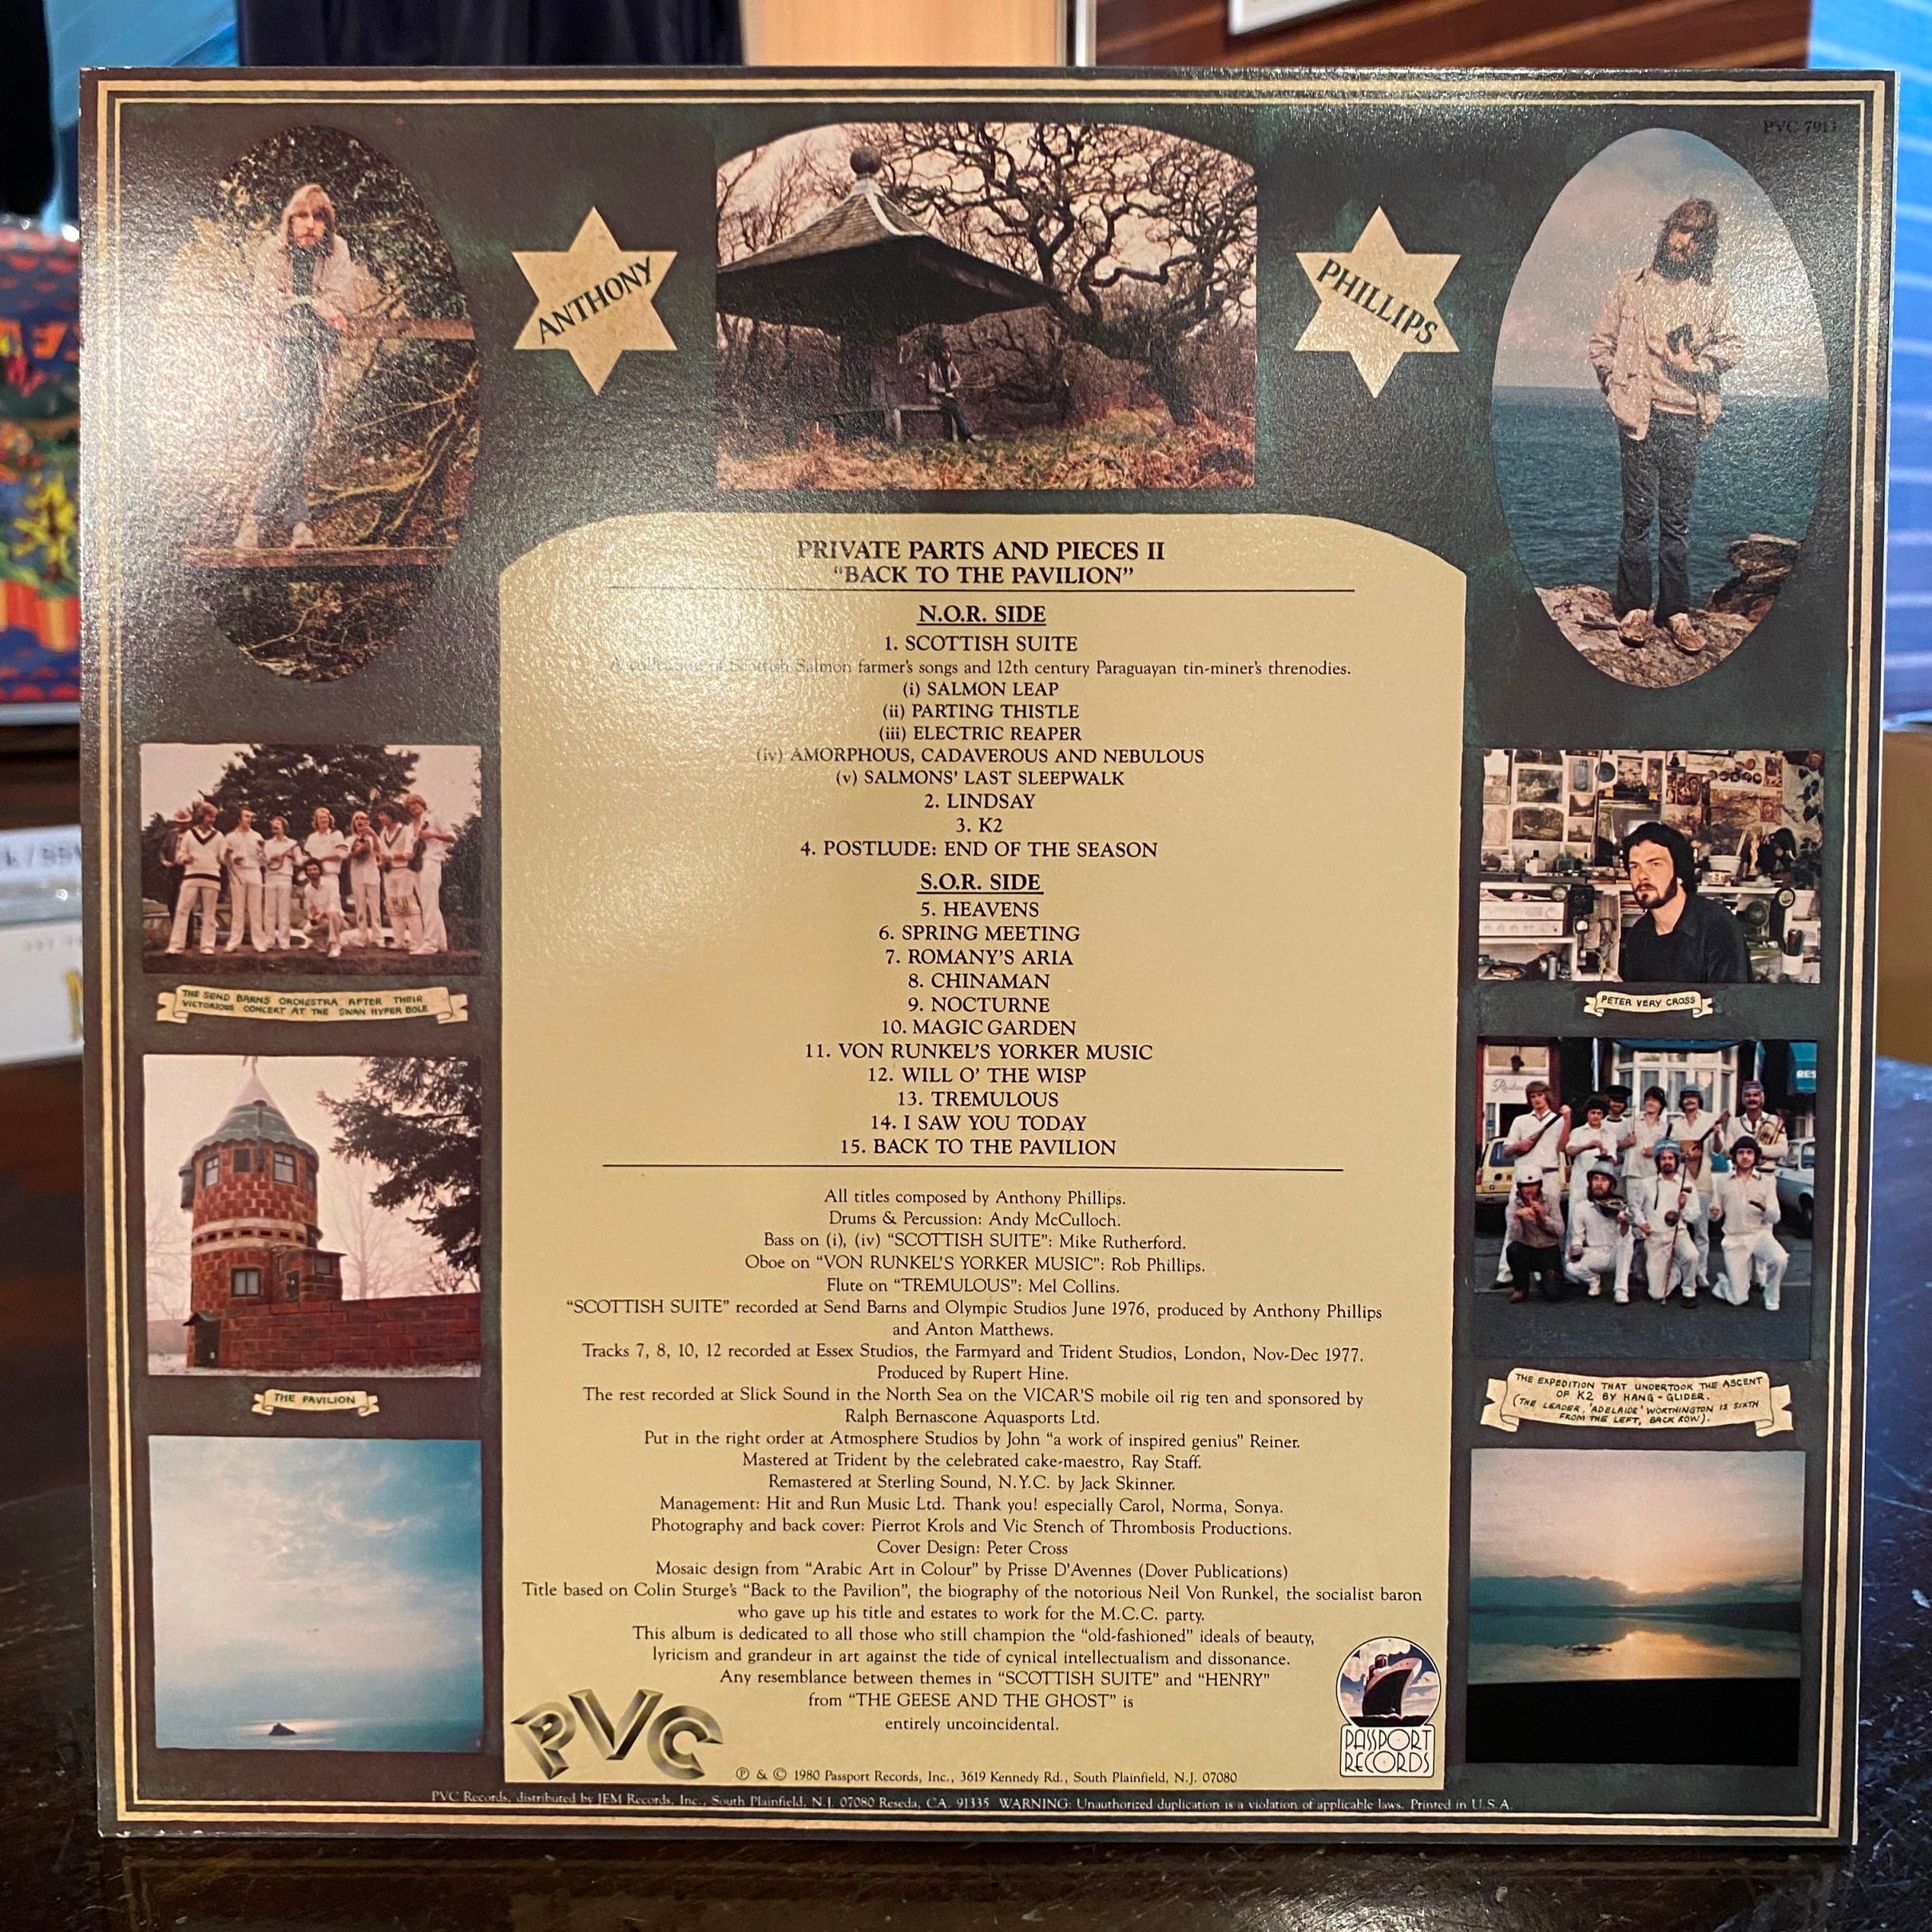 PVC 7913
ANTHONY
PHILLIPS
PRIVATE PARTS AND PIECES II
“BACK TO THE PAVILION”
N.O.R. SIDE
1. SCOTTISH SUITE
A collection of Scottish Salmon farmer's songs and 12th century Paraguayan tin-miner's threnodies.
(i) SALMON LEAP
(ii) PARTING THISTLE
(iii) ELECTRIC REAPER
(iv) AMORPHOUS, CADAVEROUS AND NEBULOUS
(v) SALMONS' LAST SLEEPWALK
2. LINDSAY
3. K2
4. POSTLUDE: END OF THE SEASON
S.O.R. SIDE
5. HEAVENS
6. SPRING MEETING
7. ROMANY'S ARIA
8. CHINAMAN
9. NOCTURNE
10. MAGIC GARDEN
11. VON RUNKEL'S YORKER MUSIC
12. WILL O' THE WISP
13. TREMULOUS
14. I SAW YOU TODAY
15. BACK TO THE PAVILION
All titles composed by Anthony Phillips.
Drums & Percussion: Andy McCulloch.
Bass on (i), (iv) “SCOTTISH SUITE”: Mike Rutherford.
Oboe on “VON RUNKEL'S YORKER MUSIC”: Rob Phillips.
Flute on “TREMULOUS”: Mel Collins.
“SCOTTISH SUITE” recorded at Send Barns and Olympic Studios June 1976, produced by Anthony Phillips
and Anton Matthews.
Tracks 7, 8, 10, 12 recorded at Essex Studios, the Farmyard and Trident Studios, London, Nov-Dec 1977.
Produced by Rupert Hine.
The rest recorded at Slick Sound in the North Sea on the VICAR'S mobile oil rig ten and sponsored by
Ralph Bernascone Aquasports Ltd.
Put in the right order at Atmosphere Studios by John “a work of inspired genius” Reiner.
Mastered at Trident by the celebrated cake-maestro, Ray Staff.
Remastered at Sterling Sound, N.Y.C. by Jack Skinner.
Management: Hit and Run Music Ltd. Thank you! especially Carol, Norma, Sonya.
Photography and back cover: Pierrot Krols and Vic Stench of Thrombosis Productions.
Cover Design: Peter Cross
Mosaic design from “Arabic Art in Colour” by Prisse D'Avennes (Dover Publications)
Title based on Colin Sturge's “Back to the Pavilion”, the biography of the notorious Neil Von Runkel, the socialist baron
who gave up his title and estates to work for the M.C.C. party.
This album is dedicated to all those who still champion the “old-fashioned” ideals of beauty,
lyricism and grandeur in art against the tide of cynical intellectualism and dissonance.
Any resemblance between themes in “SCOTTISH SUITE” and “HENRY”
from “THE GEESE AND THE GHOST” is
entirely uncoincidental.
PVC
PASSPORT
RECORDS
℗ & © 1980 Passport Records, Inc., 3619 Kennedy Rd., South Plainfield, N.J. 07080
PVC Records, distributed by JEM Records, Inc., South Plainfield, N.J. 07080 Reseda, CA. 91335 WARNING: Unauthorized duplication is a violation of applicable laws. Printed in U.S.A.
THE SEND BARNS ORCHESTRA AFTER THEIR
VICTORIOUS CONCERT AT THE SWAN HYPER BOLE
THE PAVILION
PETER VERY CROSS
RES
THE EXPEDITION THAT UNDERTOOK THE ASCENT
OF K2 BY HANG-GLIDER.
(THE LEADER, 'ADELAIDE' WORTHINGTON IS SIXTH
FROM THE LEFT, BACK ROW).